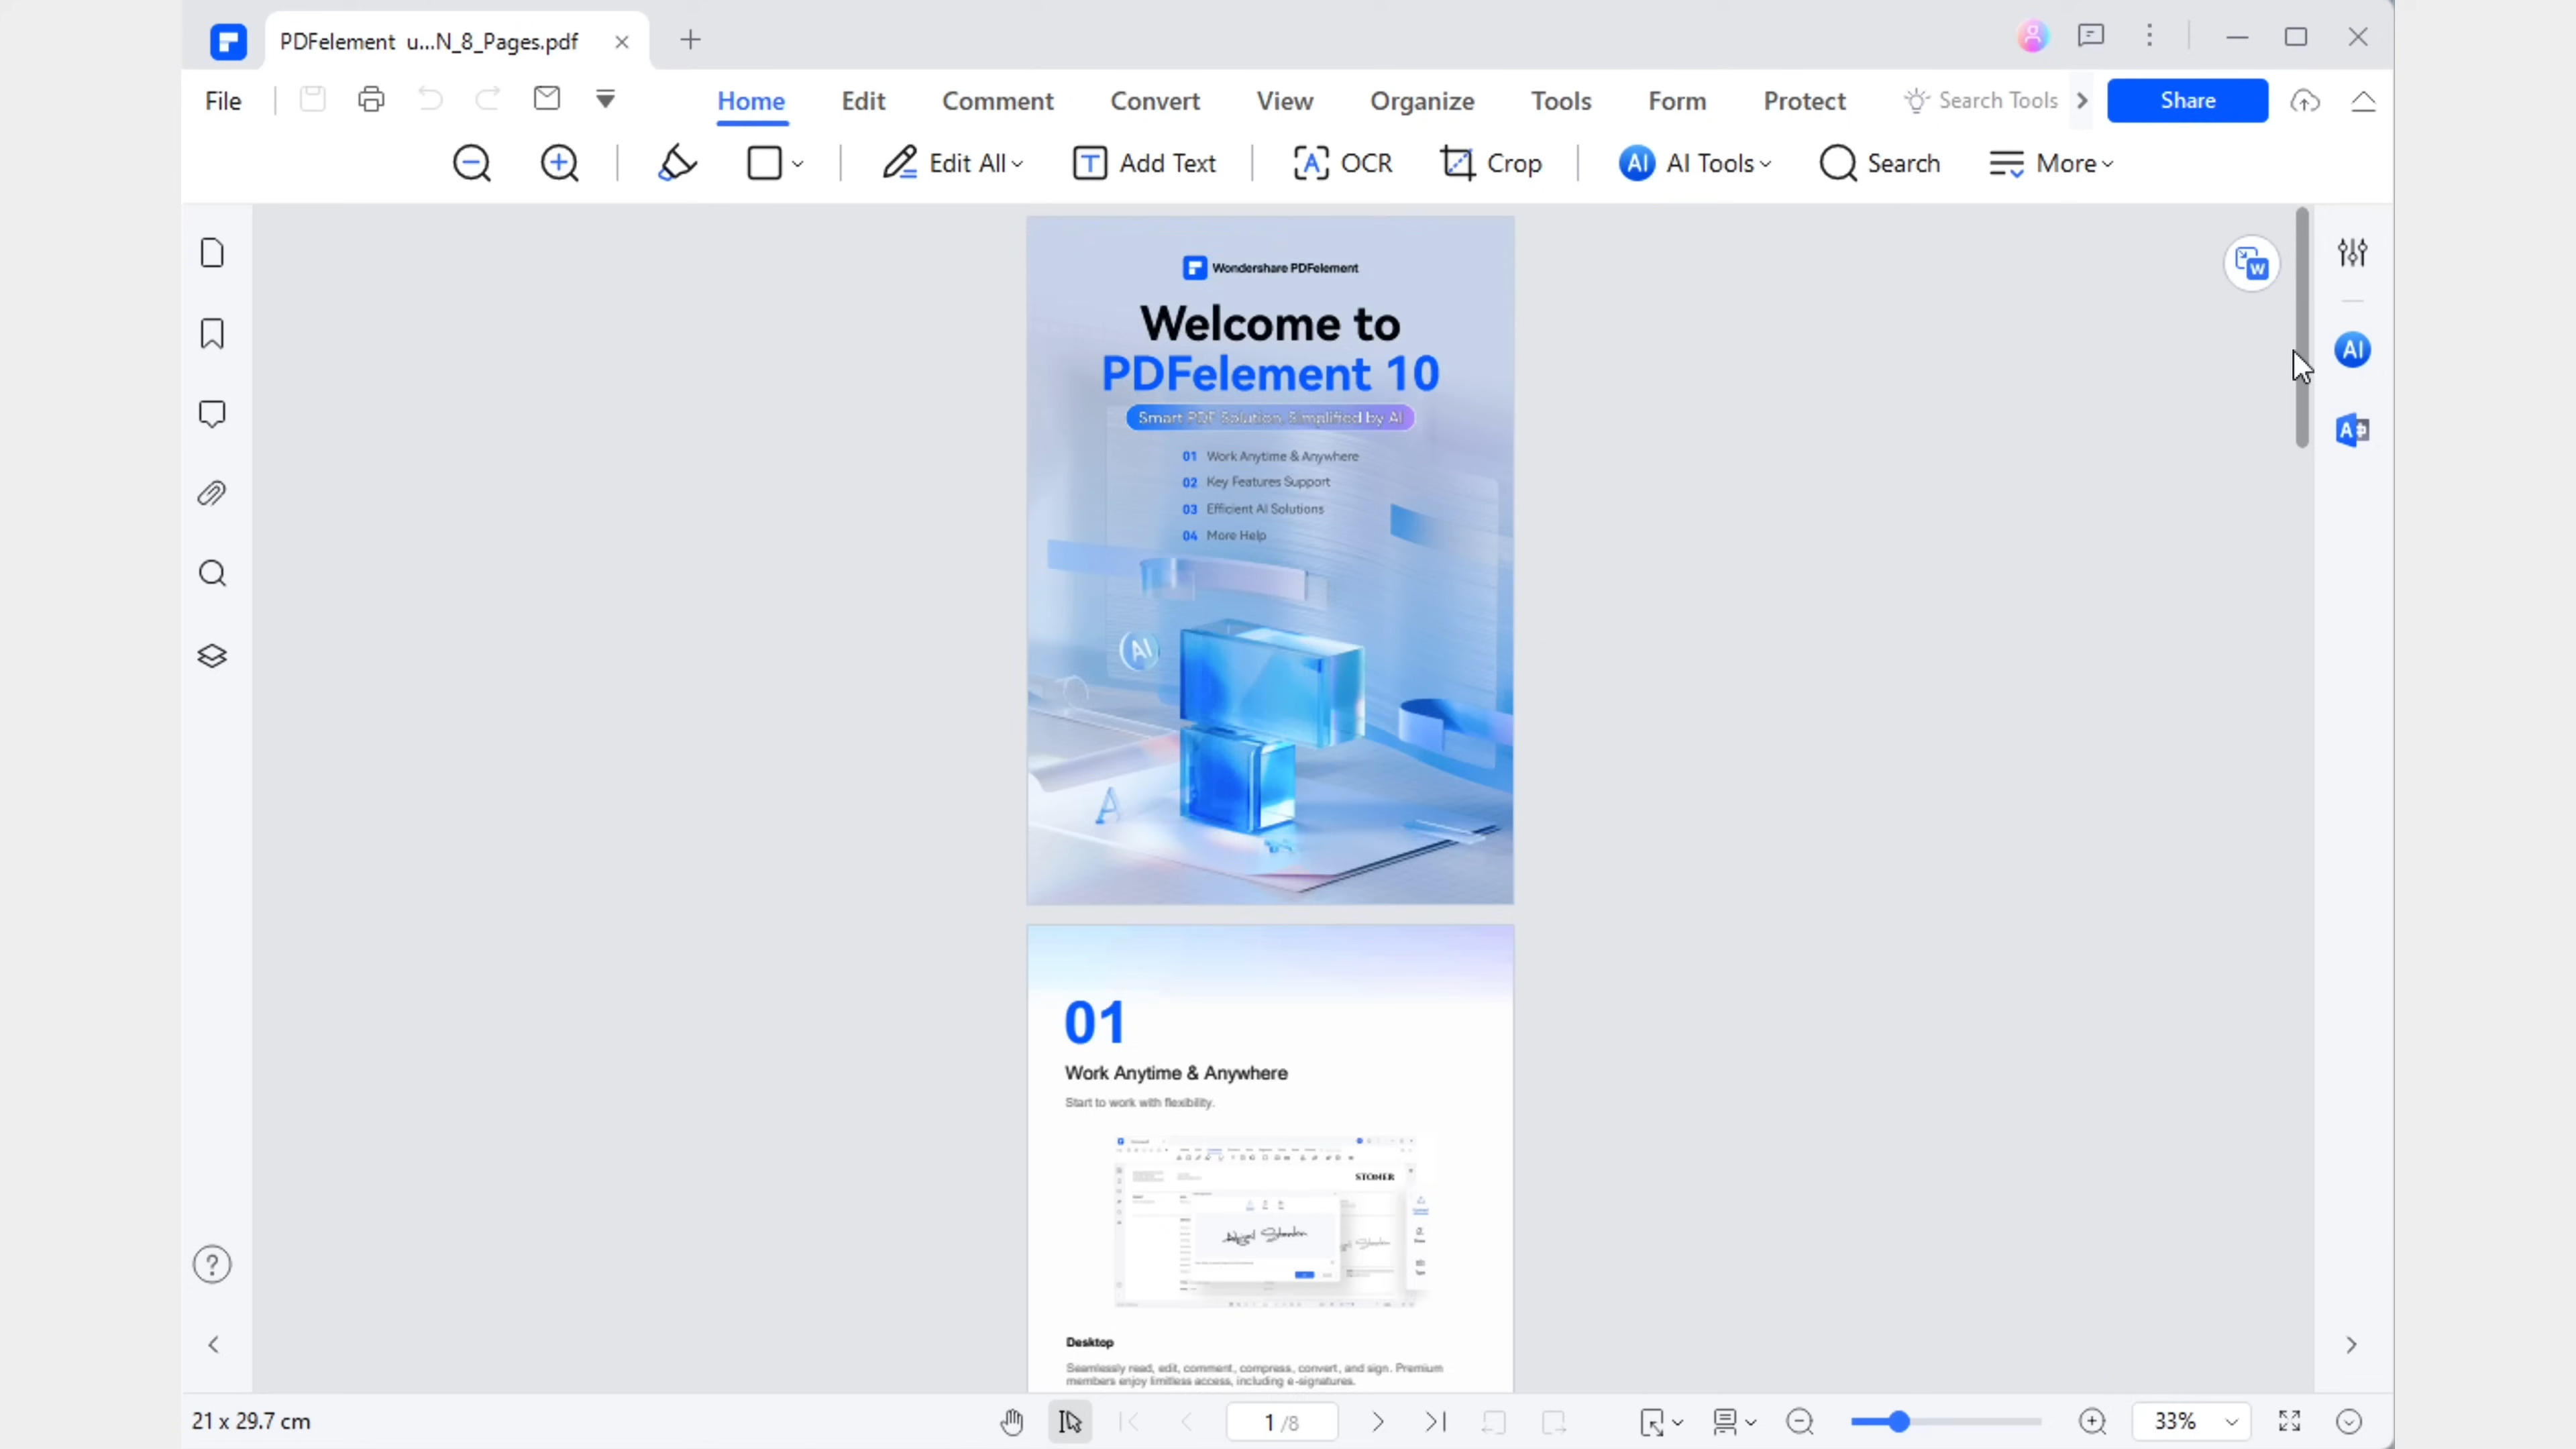 PDFelement u...N_8_Pages.pdf
File
Home Edit Comment Convert View Organize Tools Form Protect Search Tools Share
Edit All T Add Text A OCR Crop AI AI Tools Search More
W
AI
A
Wondershare PDFelement
Welcome to
PDFelement 10
Smart PDF Solution, Simplified by AI
01 Work Anytime & Anywhere
02 Key Features Support
03 Efficient AI Solutions
04 More Help
AI
A
01
Work Anytime & Anywhere
Start to work with flexibility.
STONER
Desktop
Seamlessly read, edit, comment, compress, convert, and sign. Premium
members enjoy limitless access, including e-signatures.
21 x 29.7 cm 1 /8 33%